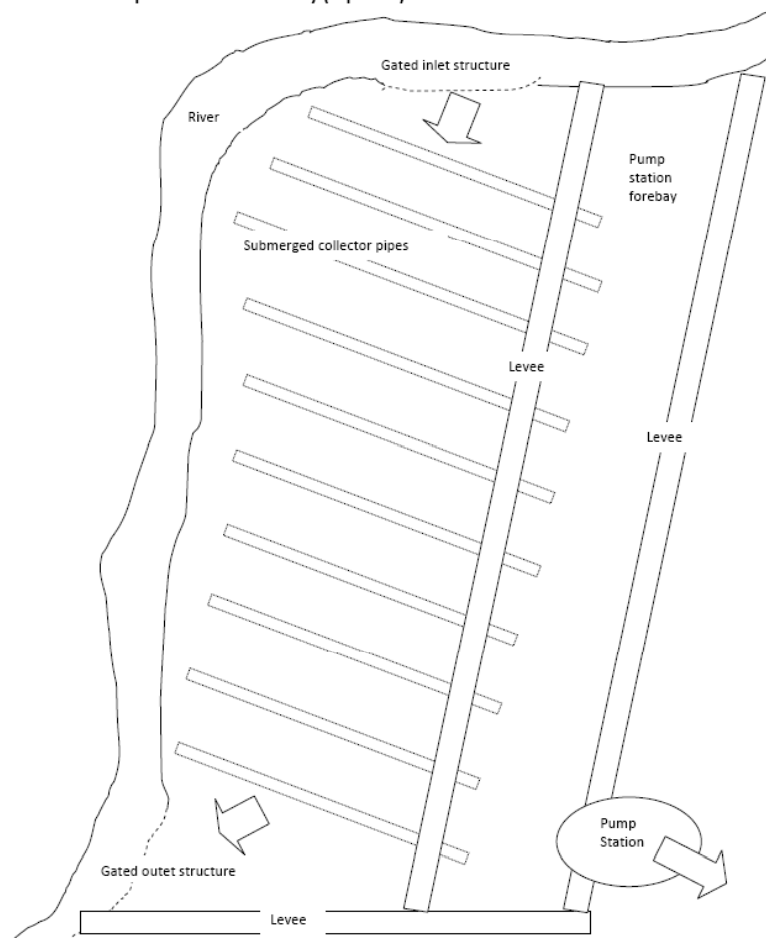 Gated inlet structure
River
Pump
station
forebay
Submerged collector pipes
Levee
Levee
Pump
Station
Gated outet structure
Levee